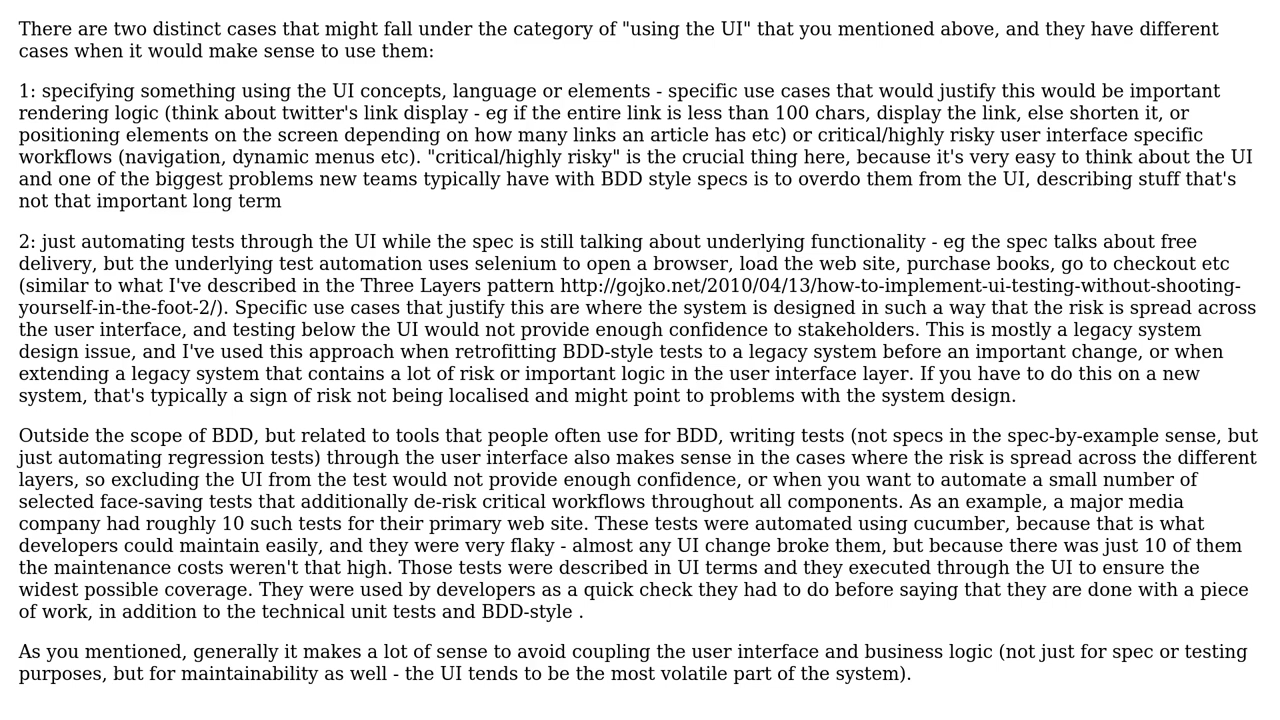 There are two distinct cases that might fall under the category of "using the UI" that you mentioned above, and they have different
cases when it would make sense to use them:
1: specifying something using the UI concepts, language or elements - specific use cases that would justify this would be important
rendering logic (think about twitter's link display - eg if the entire link is less than 100 chars, display the link, else shorten it, or
positioning elements on the screen depending on how many links an article has etc) or critical/highly risky user interface specific
workflows (navigation, dynamic menus etc). "critical/highly risky" is the crucial thing here, because it's very easy to think about the UI
and one of the biggest problems new teams typically have with BDD style specs is to overdo them from the UI, describing stuff that's
not that important long term
2: just automating tests through the UI while the spec is still talking about underlying functionality - eg the spec talks about free
delivery, but the underlying test automation uses selenium to open a browser, load the web site, purchase books, go to checkout etc
(similar to what I've described in the Three Layers pattern http://gojko.net/2010/04/13/how-to-implement-ui-testing-without-shooting-
yourself-in-the-foot-2/). Specific use cases that justify this are where the system is designed in such a way that the risk is spread across
the user interface, and testing below the UI would not provide enough confidence to stakeholders. This is mostly a legacy system
design issue, and I've used this approach when retrofitting BDD-style tests to a legacy system before an important change, or when
extending a legacy system that contains a lot of risk or important logic in the user interface layer. If you have to do this on a new
system, that's typically a sign of risk not being localised and might point to problems with the system design.
Outside the scope of BDD, but related to tools that people often use for BDD, writing tests (not specs in the spec-by-example sense, but
just automating regression tests) through the user interface also makes sense in the cases where the risk is spread across the different
layers, so excluding the UI from the test would not provide enough confidence, or when you want to automate a small number of
selected face-saving tests that additionally de-risk critical workflows throughout all components. As an example, a major media
company had roughly 10 such tests for their primary web site. These tests were automated using cucumber, because that is what
developers could maintain easily, and they were very flaky - almost any UI change broke them, but because there was just 10 of them
the maintenance costs weren't that high. Those tests were described in UI terms and they executed through the UI to ensure the
widest possible coverage. They were used by developers as a quick check they had to do before saying that they are done with a piece
of work, in addition to the technical unit tests and BDD-style .
As you mentioned, generally it makes a lot of sense to avoid coupling the user interface and business logic (not just for spec or testing
purposes, but for maintainability as well - the UI tends to be the most volatile part of the system).